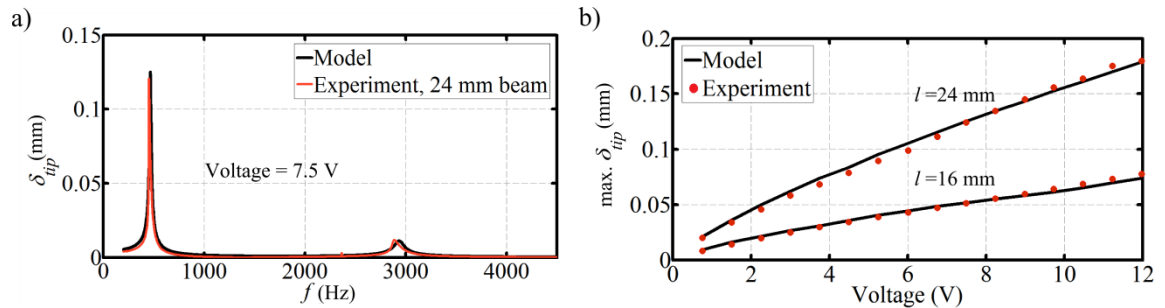 a)
0.15
0.1
0.05
0
δtip (mm)
Model
Experiment, 24 mm beam
Voltage = 7.5 V
0 1000 2000 3000 4000
f (Hz)
b)
0.2
0.15
0.1
0.05
0
max. δtip (mm)
Model
Experiment
l =24 mm
l =16 mm
0 2 4 6 8 10 12
Voltage (V)